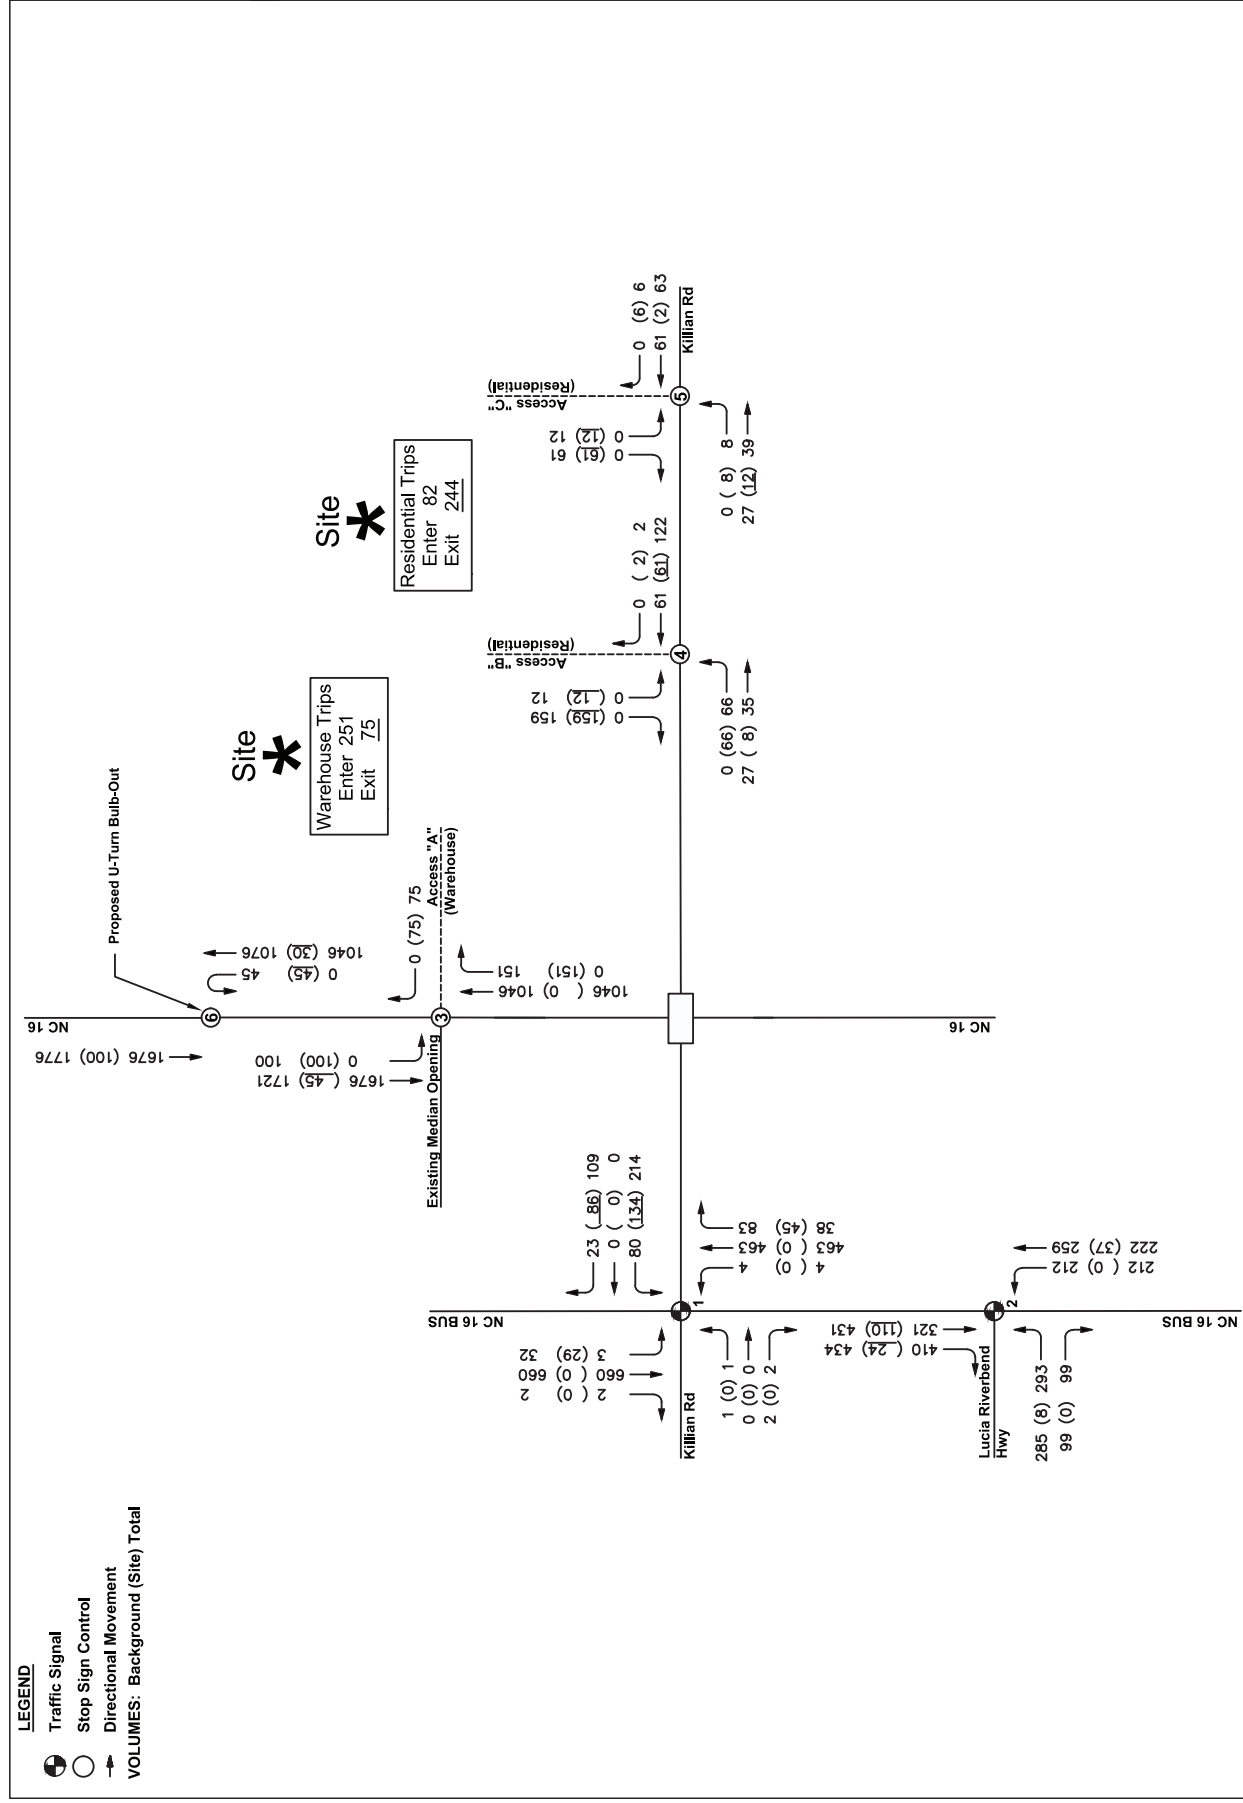 LEGEND
Traffic Signal
Stop Sign Control
Directional Movement
VOLUMES: Background (Site) Total
Proposed U-Turn Bulb-Out
Site
Warehouse Trips
Enter 251
Exit 75
Site
Residential Trips
Enter 82
Exit 244
NC 16
6
1676 (100) 1776
1046 (30) 1076
0 (45) 45
3
Existing Median Opening
Access "A"
(Warehouse)
0 (75) 75
0 (100) 100
1676 ( 45) 1721
0 (151) 151
1046 ( 0) 1046
NC 16
NC 16 BUS
1
Killian Rd
23 ( 86) 109
0 ( 0) 0
80 (134) 214
3 (29) 32
660 ( 0) 660
2 ( 0) 2
1 (0) 1
0 (0) 0
2 (0) 2
38 (45) 83
463 ( 0) 463
4 ( 0) 4
2
Lucia Riverbend
Hwy
321 (110) 431
410 ( 24) 434
285 (8) 293
99 (0) 99
222 (37) 259
212 ( 0) 212
NC 16 BUS
Access "B"
(Residential)
4
0 ( 12) 12
0 (159) 159
0 ( 2) 2
61 (61) 122
0 (66) 66
27 ( 8) 35
Access "C"
(Residential)
5
0 (12) 12
0 (61) 61
0 (6) 6
61 (2) 63
0 ( 8) 8
27 (12) 39
Killian Rd